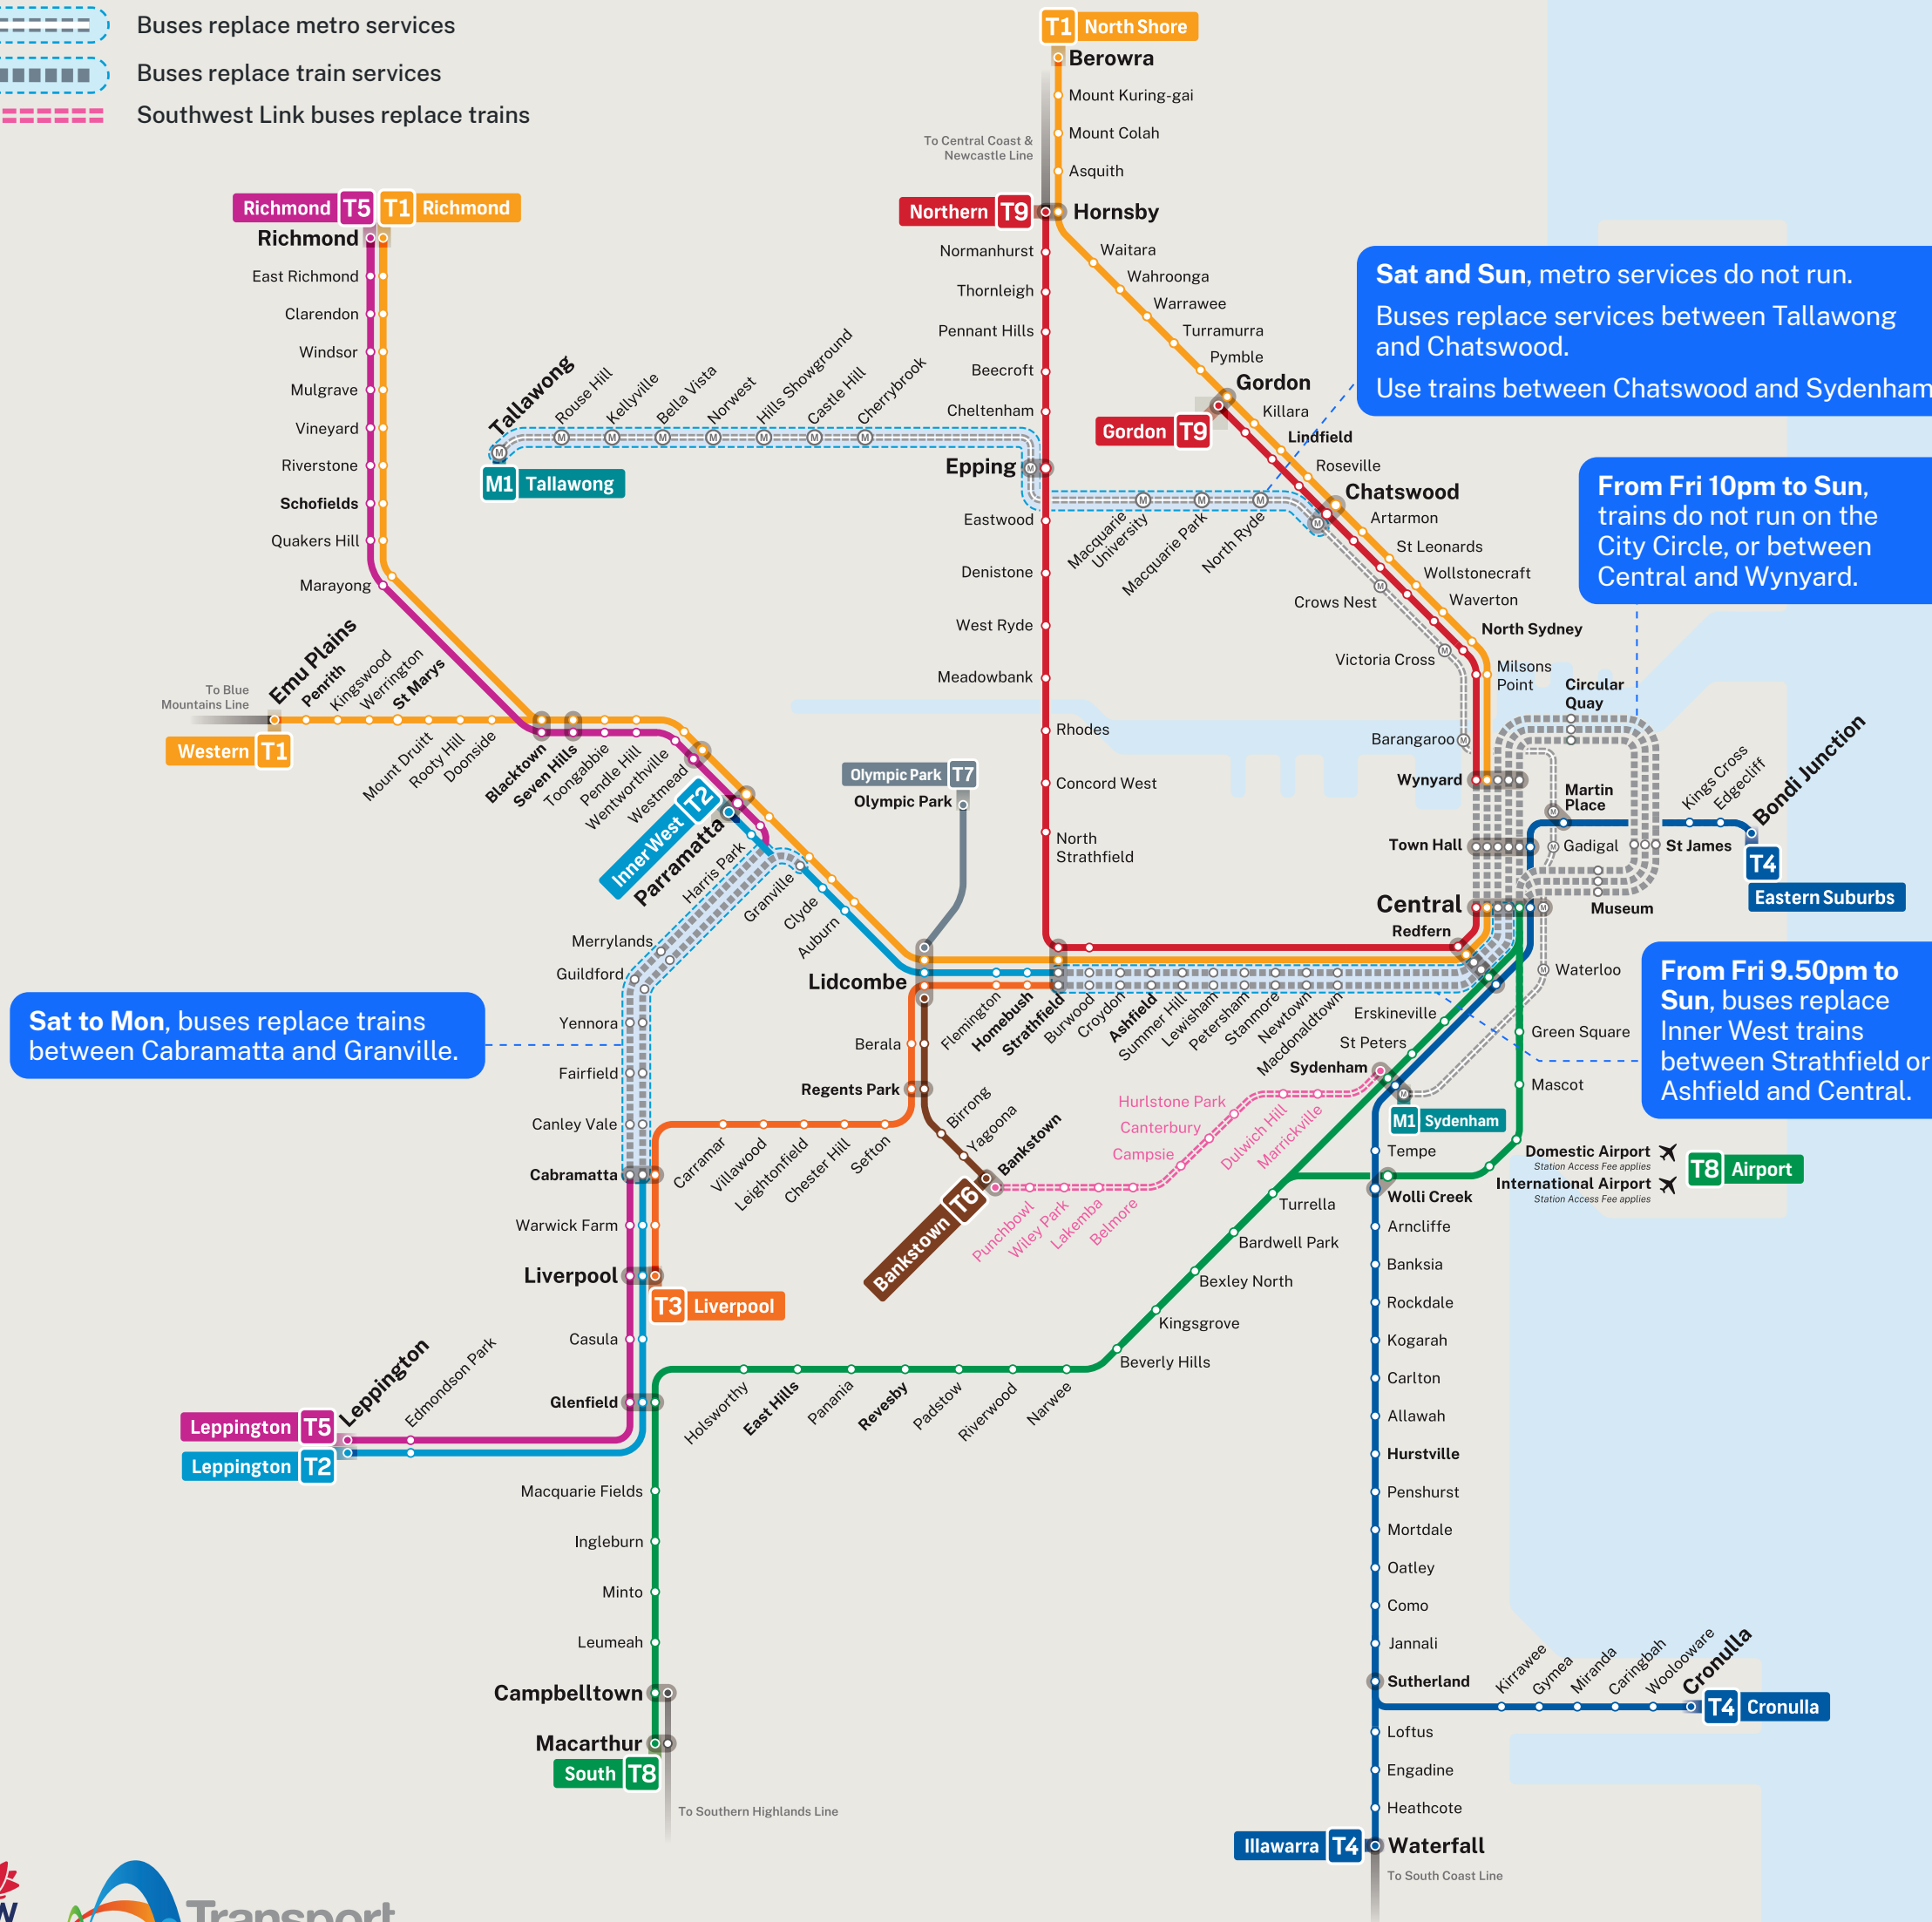 Buses replace metro services
Buses replace train services
Southwest Link buses replace trains
T1 North Shore
Berowra
Mount Kuring-gai
Mount Colah
Asquith
To Central Coast &
Newcastle Line
Northern T9
Hornsby
Richmond T5
T1 Richmond
Richmond
East Richmond
Clarendon
Windsor
Mulgrave
Vineyard
Riverstone
Schofields
Quakers Hill
Marayong
Normanhurst
Thornleigh
Pennant Hills
Beecroft
Cheltenham
Epping
Eastwood
Denistone
West Ryde
Meadowbank
Rhodes
Concord West
North
Strathfield
Waitara
Wahroonga
Warrawee
Turramurra
Pymble
Gordon
Gordon T9
Killara
Lindfield
Roseville
Chatswood
Artarmon
St Leonards
Wollstonecraft
Waverton
North Sydney
Milsons
Point
Sat and Sun, metro services do not run.
Buses replace services between Tallawong
and Chatswood.
Use trains between Chatswood and Sydenham
From Fri 10pm to Sun,
trains do not run on the
City Circle, or between
Central and Wynyard.
Tallawong
M1 Tallawong
Rouse Hill
Kellyville
Bella Vista
Norwest
Hills Showground
Castle Hill
Cherrybrook
M
M
M
M
M
M
M
M
M
M
M
M
M
Macquarie
University
Macquarie Park
North Ryde
M
Crows Nest
M
Victoria Cross
M
Barangaroo
To Blue
Mountains Line
Western T1
Emu Plains
Penrith
Kingswood
Werrington
St Marys
Mount Druitt
Rooty Hill
Doonside
Blacktown
Seven Hills
Toongabbie
Pendle Hill
Wentworthville
Westmead
Inner West T2
Parramatta
Harris Park
Granville
Clyde
Auburn
Olympic Park T7
Olympic Park
Circular
Quay
Wynyard
M
Martin
Place
Town Hall
M
Gadigal
St James
Museum
Kings Cross
Edgecliff
Bondi Junction
T4
Eastern Suburbs
Central
M
Redfern
M
Waterloo
Merrylands
Guildford
Yennora
Fairfield
Canley Vale
Cabramatta
Warwick Farm
Liverpool
T3 Liverpool
Casula
Glenfield
Sat to Mon, buses replace trains
between Cabramatta and Granville.
Lidcombe
Berala
Regents Park
Flemington
Homebush
Strathfield
Burwood
Croydon
Ashfield
Summer Hill
Lewisham
Petersham
Stanmore
Newtown
Macdonaldtown
Erskineville
St Peters
Sydenham
M
M1 Sydenham
From Fri 9.50pm to
Sun, buses replace
Inner West trains
between Strathfield or
Ashfield and Central.
Green Square
Mascot
Domestic Airport
Station Access Fee applies
International Airport
Station Access Fee applies
T8 Airport
Birrong
Yagoona
Bankstown
Bankstown T6
Carramar
Villawood
Leightonfield
Chester Hill
Sefton
Punchbowl
Wiley Park
Lakemba
Belmore
Campsie
Canterbury
Hurlstone Park
Dulwich Hill
Marrickville
Tempe
Wolli Creek
Arncliffe
Banksia
Rockdale
Kogarah
Carlton
Allawah
Hurstville
Penshurst
Mortdale
Oatley
Como
Jannali
Sutherland
Loftus
Engadine
Heathcote
Waterfall
Illawarra T4
To South Coast Line
Turrella
Bardwell Park
Bexley North
Kingsgrove
Beverly Hills
Narwee
Riverwood
Padstow
Revesby
Panania
East Hills
Holsworthy
Leppington T5
Leppington T2
Leppington
Edmondson Park
Macquarie Fields
Ingleburn
Minto
Leumeah
Campbelltown
Macarthur
South T8
To Southern Highlands Line
Kirrawee
Gymea
Miranda
Caringbah
Woolooware
Cronulla
T4 Cronulla
Transport